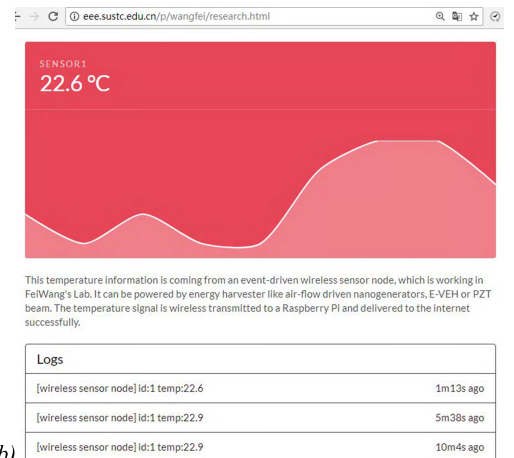 eee.sustc.edu.cn/p/wangfei/research.html
SENSOR1
22.6 ℃
This temperature information is coming from an event-driven wireless sensor node, which is working in
FeiWang's Lab. It can be powered by energy harvester like air-flow driven nanogenerators, E-VEH or PZT
beam. The temperature signal is wireless transmitted to a Raspberry Pi and delivered to the internet
successfully.
Logs
[wireless sensor node] id:1 temp:22.6 1m13s ago
[wireless sensor node] id:1 temp:22.9 5m38s ago
[wireless sensor node] id:1 temp:22.9 10m4s ago
b)